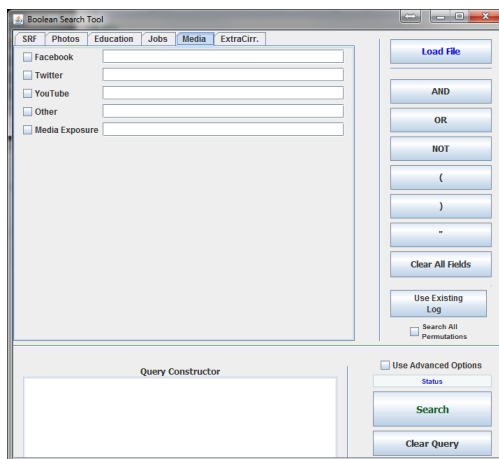 Boolean Search Tool
SRF Photos Education Jobs Media ExtraCirr.
Facebook
Twitter
YouTube
Other
Media Exposure
Load File
AND
OR
NOT
(
)
"
Clear All Fields
Use Existing
Log
Search All
Permutations
Query Constructor
Use Advanced Options
Status
Search
Clear Query